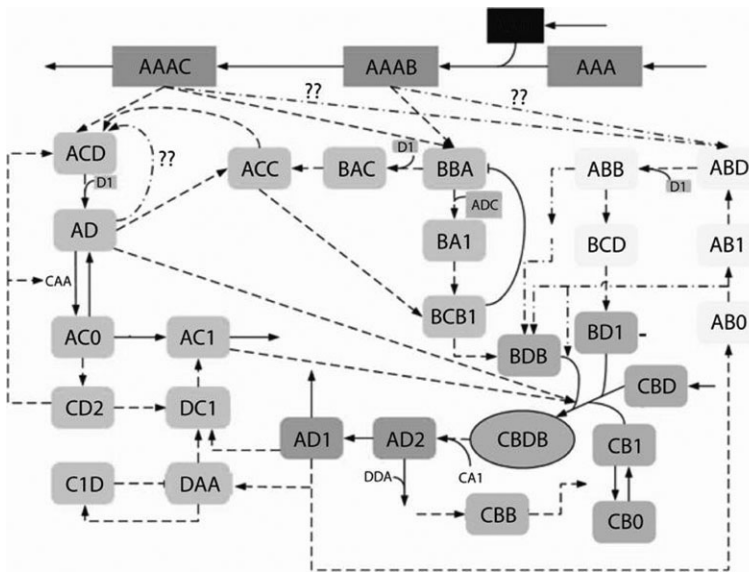 AAAC
AAAB
AAA
??
??
ACD
D1
??
ACC
BAC
D1
BBA
ABB
D1
ABD
ADC
AD
BA1
BCD
AB1
CAA
AC0
AC1
BCB1
BDB
BD1
AB0
CBD
CD2
DC1
AD1
AD2
CBDB
CB1
C1D
DAA
DDA
CA1
CBB
CB0